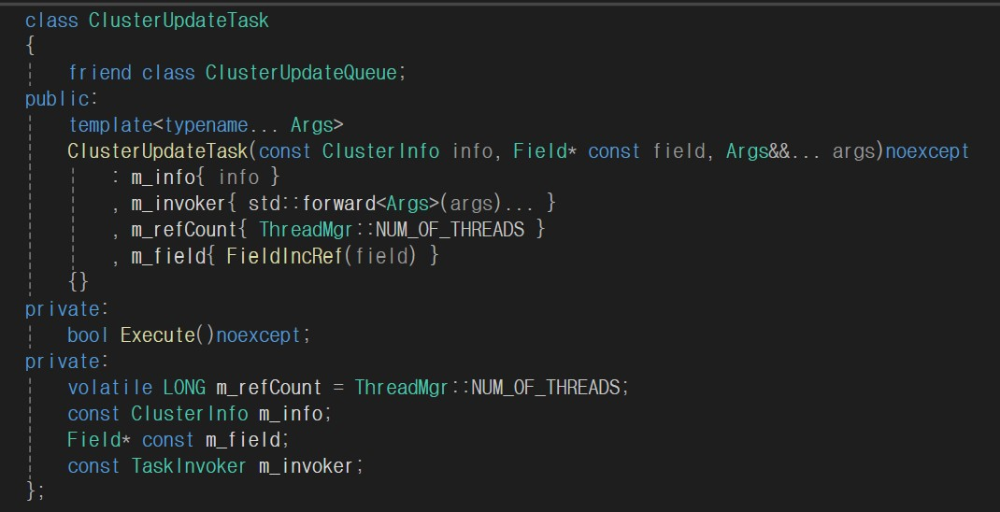 class ClusterUpdateTask
{
    friend class ClusterUpdateQueue;
public:
    template<typename... Args>
    ClusterUpdateTask(const ClusterInfo info, Field* const field, Args&&... args)noexcept
        : m_info{ info }
        , m_invoker{ std::forward<Args>(args)... }
        , m_refCount{ ThreadMgr::NUM_OF_THREADS }
        , m_field{ FieldIncRef(field) }
    {}
private:
    bool Execute()noexcept;
private:
    volatile LONG m_refCount = ThreadMgr::NUM_OF_THREADS;
    const ClusterInfo m_info;
    Field* const m_field;
    const TaskInvoker m_invoker;
};